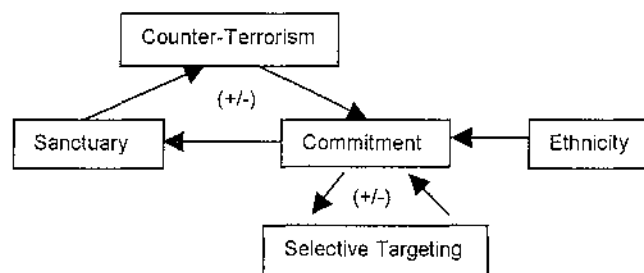 Counter-Terrorism
(+/-)
Sanctuary
Commitment
Ethnicity
(+/-)
Selective Targeting